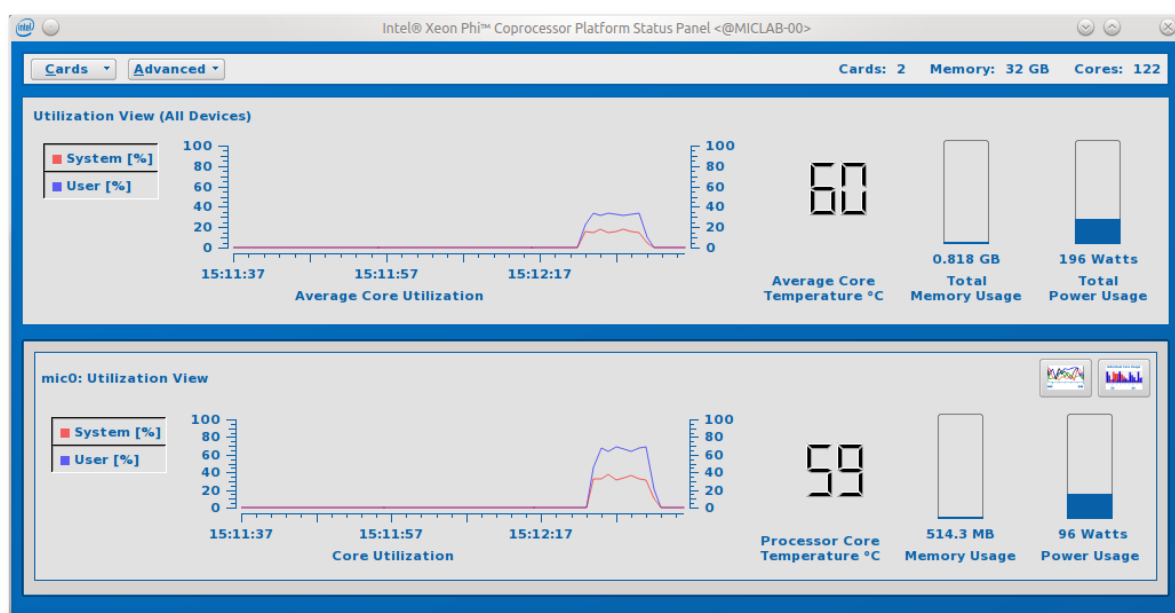 intel
Intel® Xeon Phi™ Coprocessor Platform Status Panel <@MICLAB-00>
Cards Advanced Cards: 2 Memory: 32 GB Cores: 122
Utilization View (All Devices)
System [%]
User [%]
100
80
60
40
20
0
100
80
60
40
20
0
15:11:37 15:11:57 15:12:17
Average Core Utilization
60
Average Core
Temperature °C
0.818 GB
Total
Memory Usage
196 Watts
Total
Power Usage
mic0: Utilization View
System [%]
User [%]
100
80
60
40
20
0
100
80
60
40
20
0
15:11:37 15:11:57 15:12:17
Core Utilization
59
Processor Core
Temperature °C
514.3 MB
Memory Usage
96 Watts
Power Usage